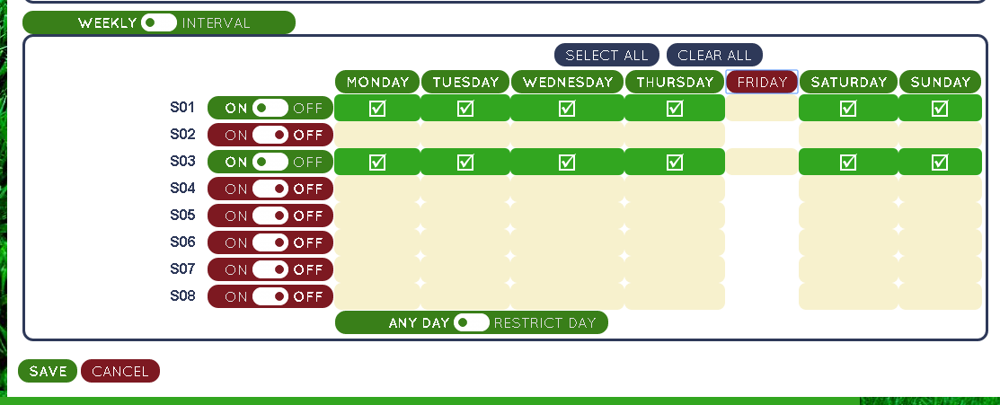 WEEKLY INTERVAL
SELECT ALL CLEAR ALL
MONDAY TUESDAY WEDNESDAY THURSDAY FRIDAY SATURDAY SUNDAY
S01 ON OFF
S02 ON OFF
S03 ON OFF
S04 ON OFF
S05 ON OFF
S06 ON OFF
S07 ON OFF
S08 ON OFF
ANY DAY RESTRICT DAY
SAVE CANCEL